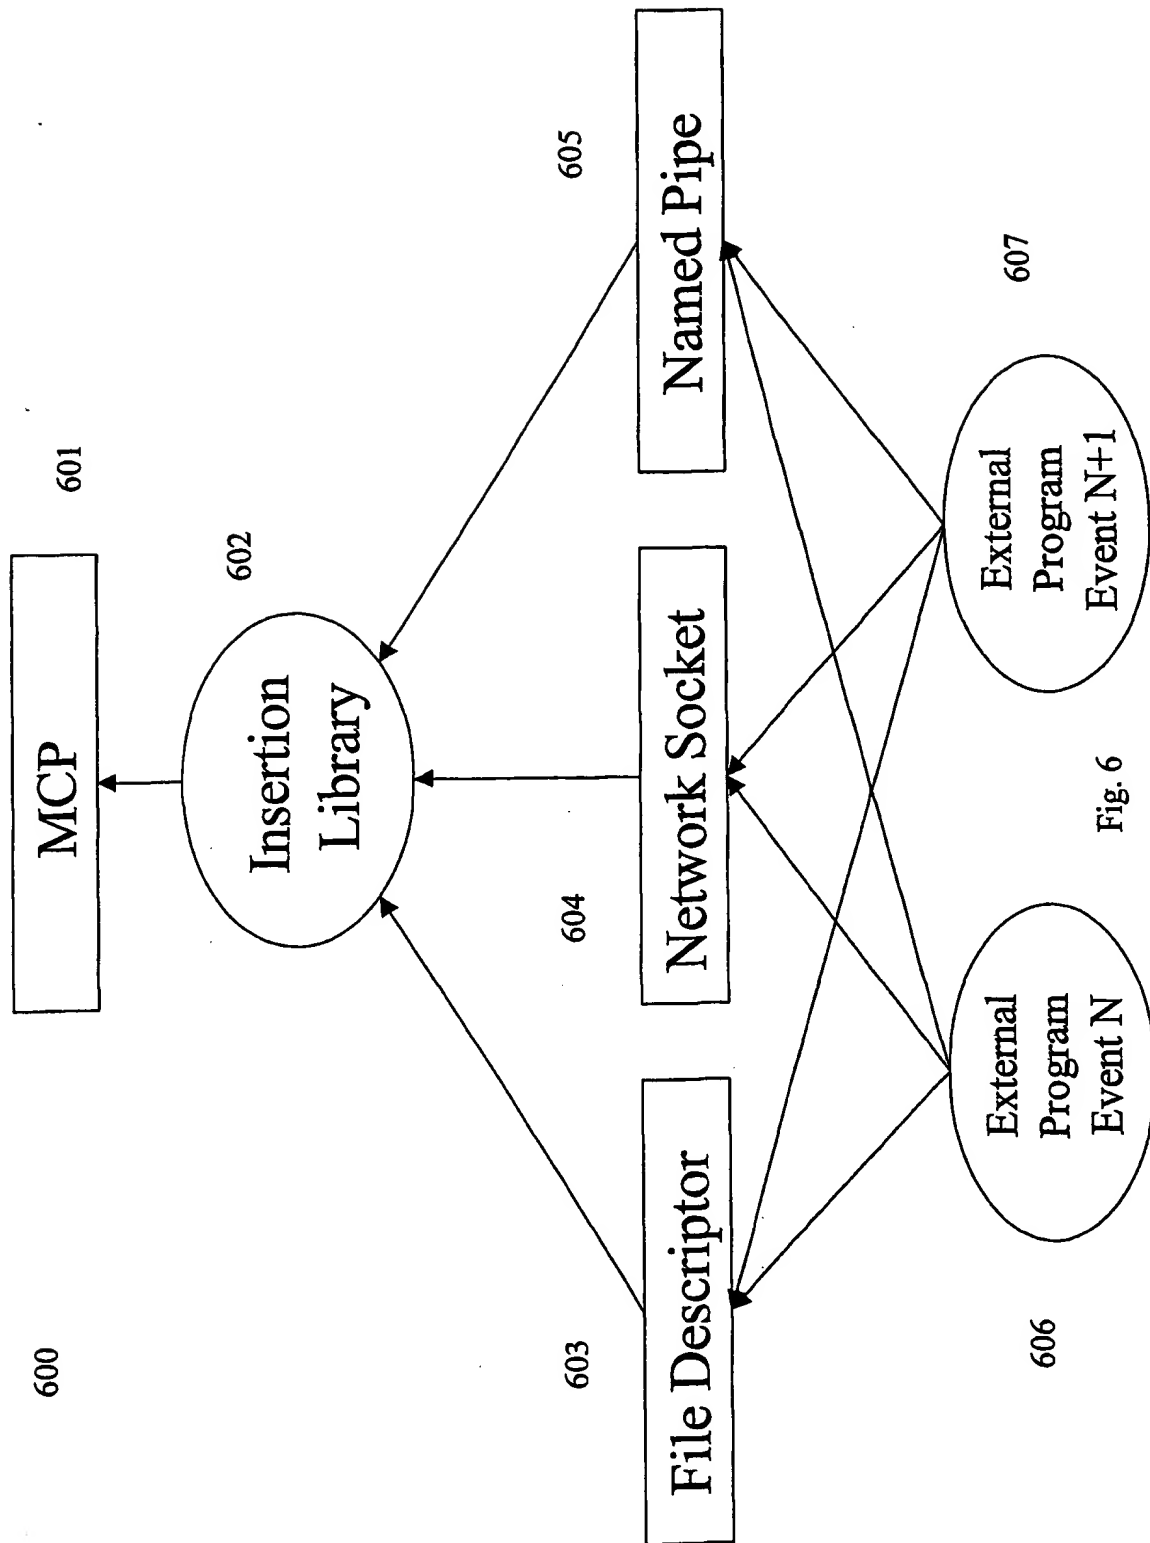 600
601
MCP
602
Insertion
Library
603
604
605
File Descriptor
Network Socket
Named Pipe
606
External
Program
Event N
607
External
Program
Event N+1
Fig. 6